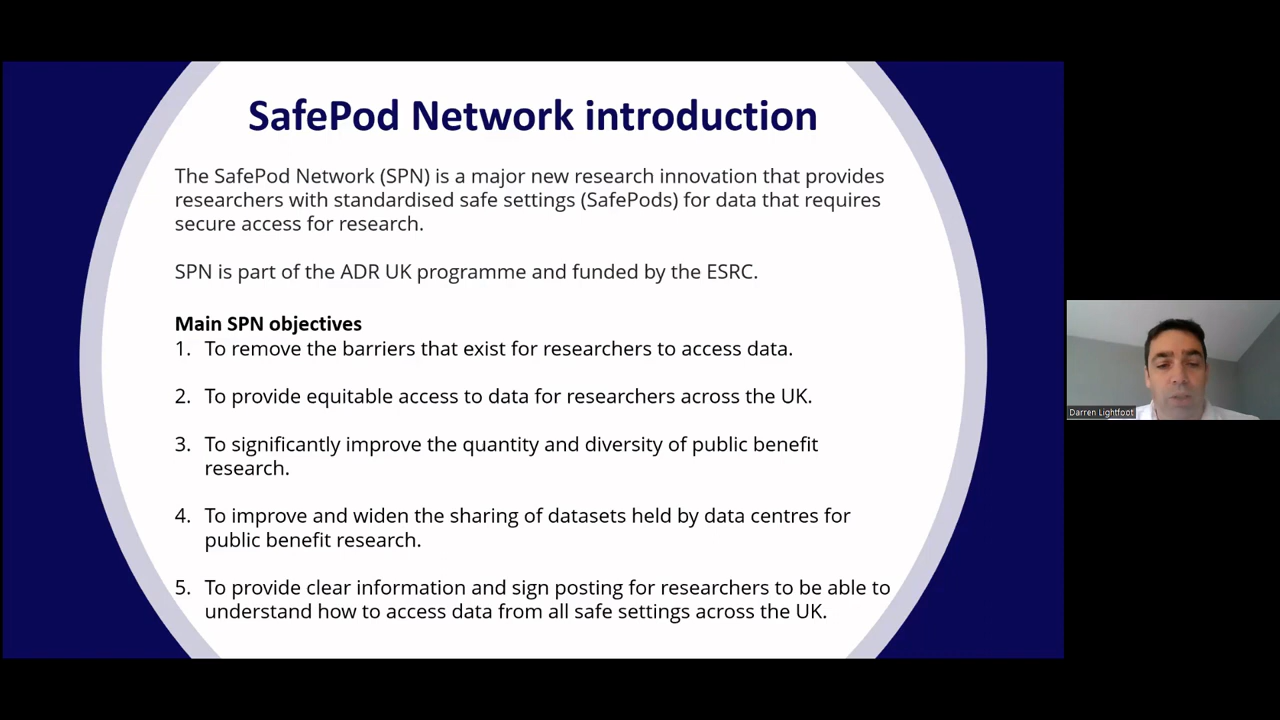 SafePod Network introduction
The SafePod Network (SPN) is a major new research innovation that provides
researchers with standardised safe settings (SafePods) for data that requires
secure access for research.
SPN is part of the ADR UK programme and funded by the ESRC.
Main SPN objectives
1. To remove the barriers that exist for researchers to access data.
2. To provide equitable access to data for researchers across the UK.
3. To significantly improve the quantity and diversity of public benefit
research.
4. To improve and widen the sharing of datasets held by data centres for
public benefit research.
5. To provide clear information and sign posting for researchers to be able to
understand how to access data from all safe settings across the UK.
Darren Lightfoot